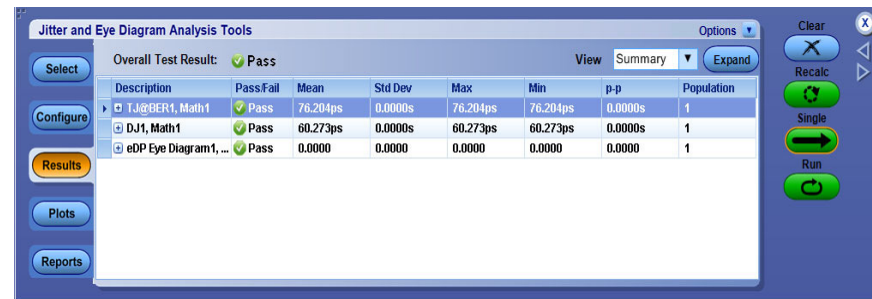 Jitter and Eye Diagram Analysis Tools
Options
Clear
X
Select
Overall Test Result: Pass
View Summary
Expand
Recalc
Description Pass/Fail Mean Std Dev Max Min p-p Population
TJ@BER1, Math1 Pass 76.204ps 0.0000s 76.204ps 76.204ps 0.0000s 1
Configure
DJ1, Math1 Pass 60.273ps 0.0000s 60.273ps 60.273ps 0.0000s 1
Single
eDP Eye Diagram1, ... Pass 0.0000 0.0000 0.0000 0.0000 0.0000 1
Results
Run
Plots
Reports